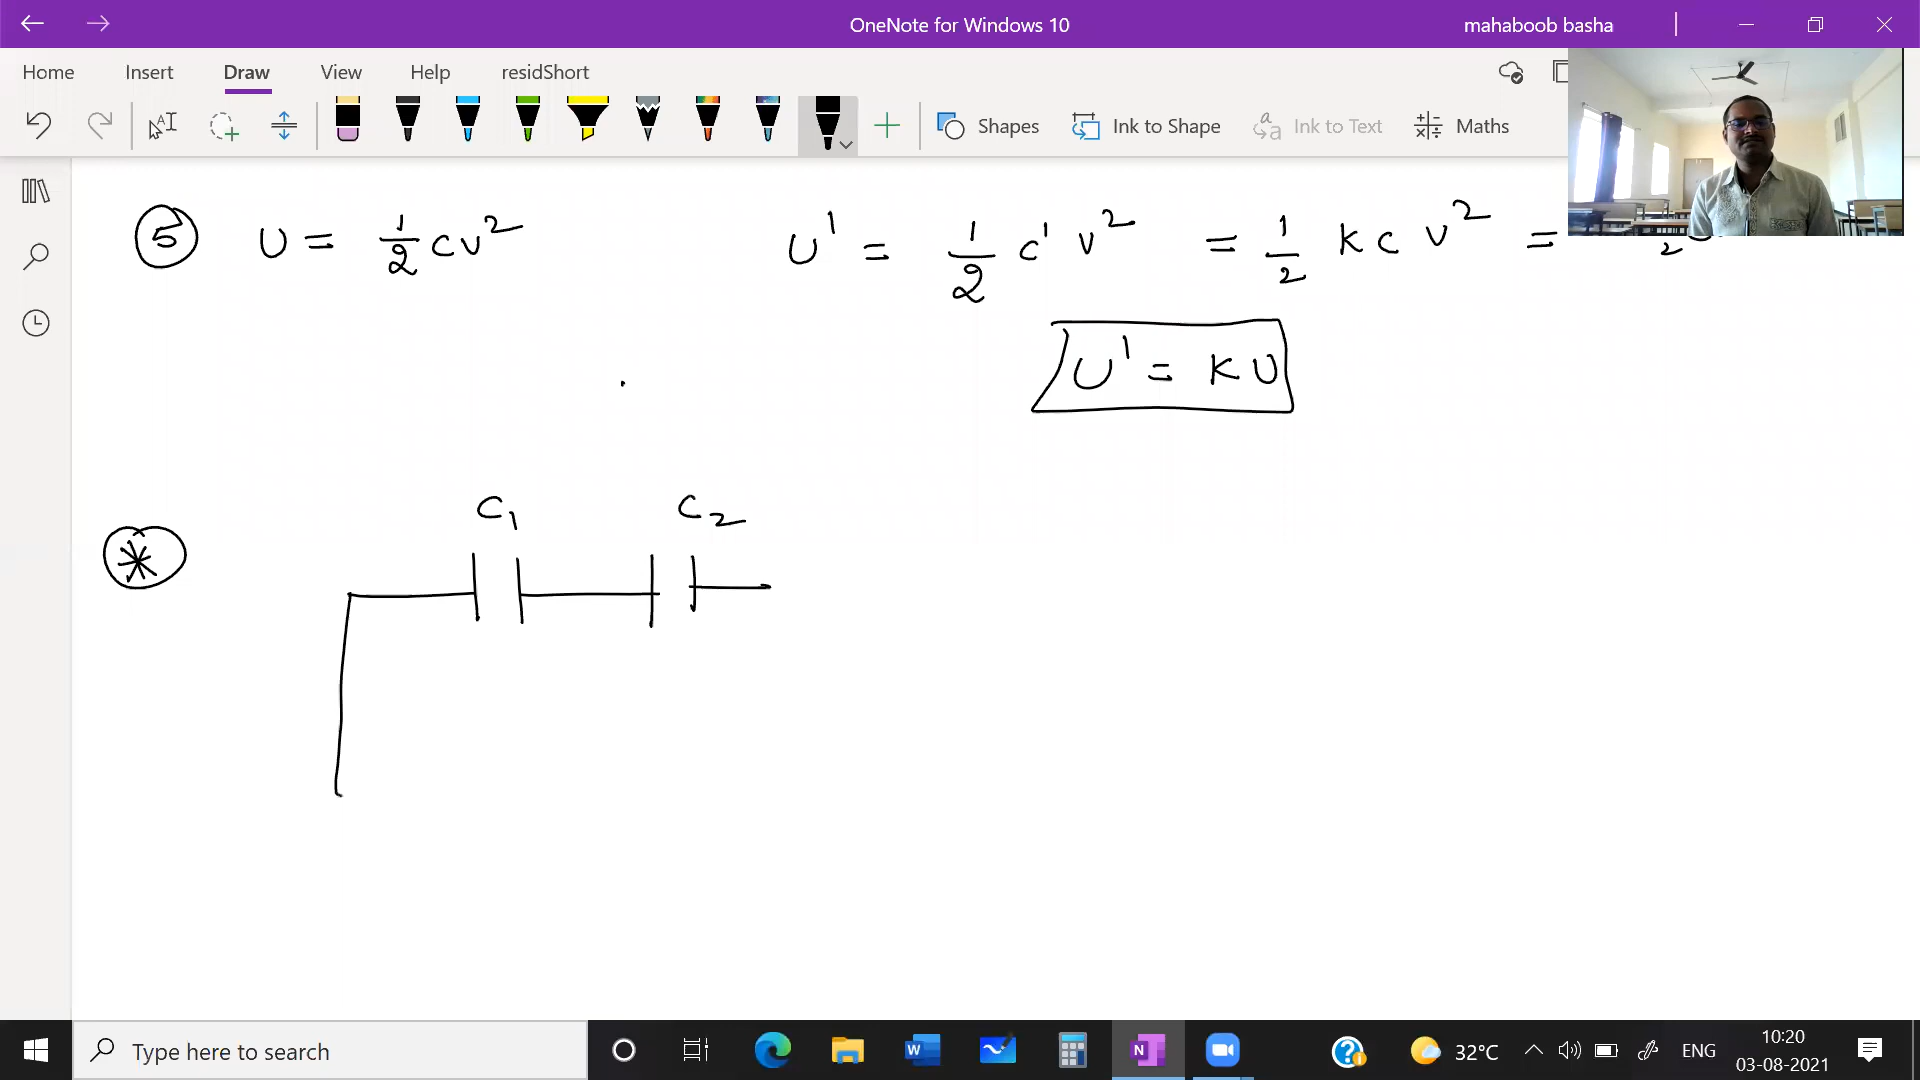 OneNote for Windows 10
mahaboob basha
Home Insert Draw View Help residShort
Shapes Ink to Shape Ink to Text Maths
5 U = 1/2 CV² U' = 1/2 C' V² = 1/2 K C V² =
U' = K U
C₁ C₂
*
Type here to search
32°C ENG 10:20
03-08-2021